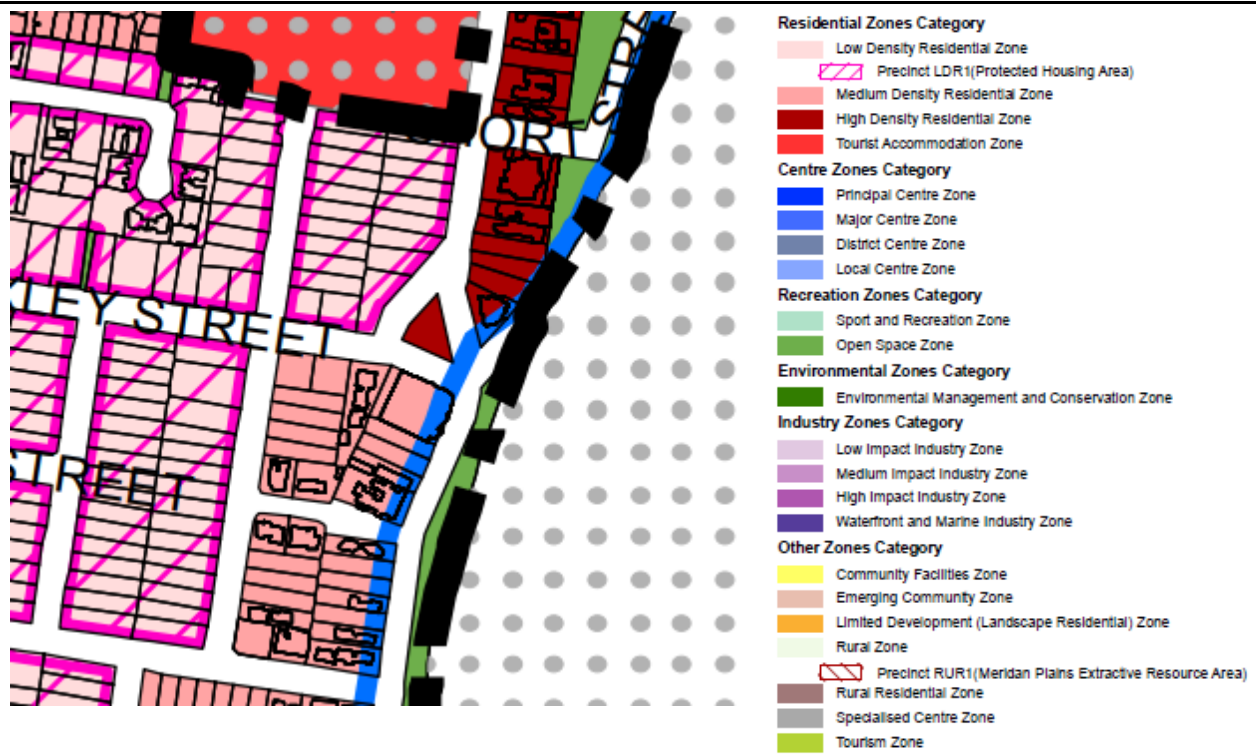 SHORT STRE
KLEY STREET
STREET
Residential Zones Category
Low Density Residential Zone
Precinct LDR1(Protected Housing Area)
Medium Density Residential Zone
High Density Residential Zone
Tourist Accommodation Zone
Centre Zones Category
Principal Centre Zone
Major Centre Zone
District Centre Zone
Local Centre Zone
Recreation Zones Category
Sport and Recreation Zone
Open Space Zone
Environmental Zones Category
Environmental Management and Conservation Zone
Industry Zones Category
Low Impact Industry Zone
Medium Impact Industry Zone
High Impact Industry Zone
Waterfront and Marine Industry Zone
Other Zones Category
Community Facilities Zone
Emerging Community Zone
Limited Development (Landscape Residential) Zone
Rural Zone
Precinct RUR1(Meridan Plains Extractive Resource Area)
Rural Residential Zone
Specialised Centre Zone
Tourism Zone